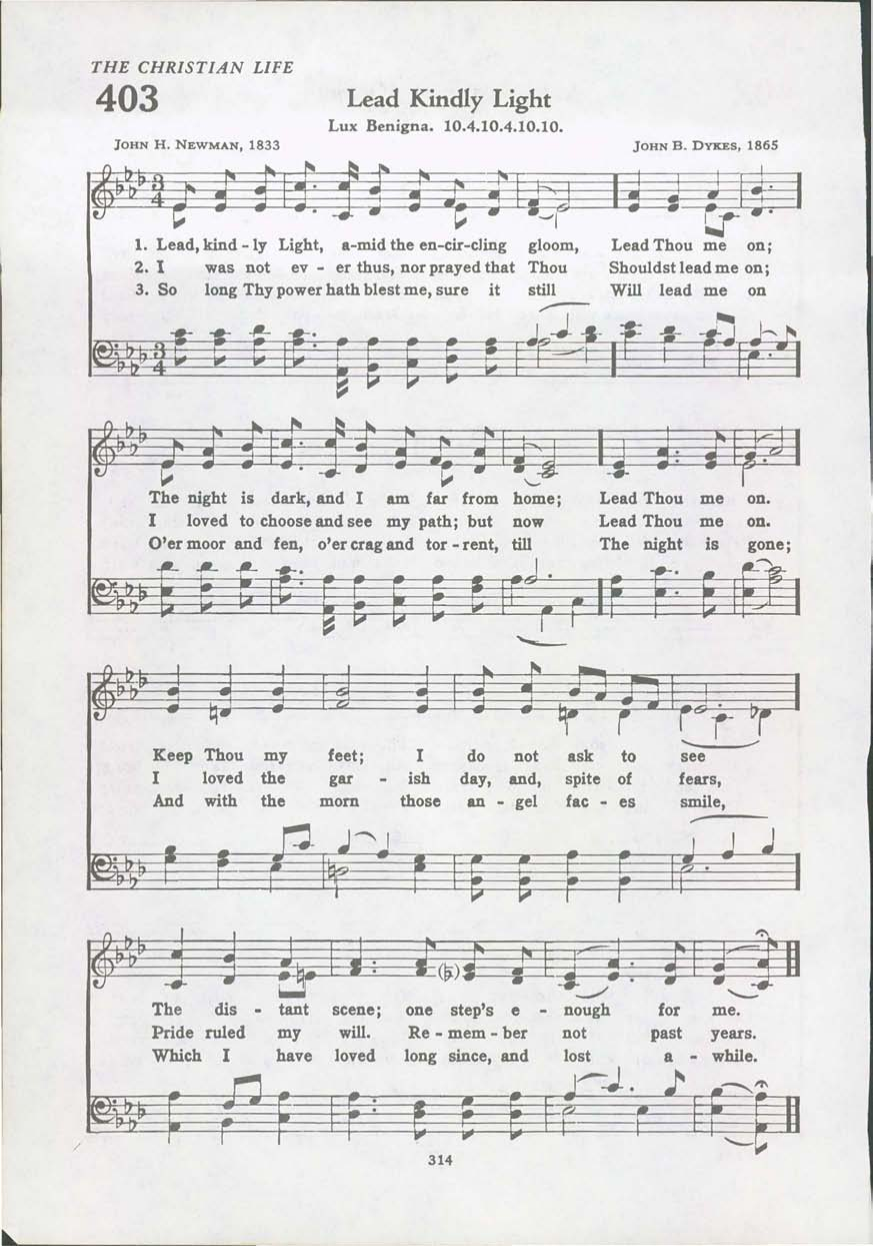 THE CHRISTIAN LIFE
403 Lead Kindly Light
Lux Benigna. 10.4.10.4.10.10.
JOHN H. NEWMAN, 1833 JOHN B. DYKES, 1865
3 4
1. Lead, kind - ly Light, a-mid the en-cir-cling gloom, Lead Thou me on;
2. I was not ev - er thus, nor prayed that Thou Shouldst lead me on;
3. So long Thy power hath blest me, sure it still Will lead me on
3 4
The night is dark, and I am far from home; Lead Thou me on.
I loved to choose and see my path; but now Lead Thou me on.
O'er moor and fen, o'er crag and tor - rent, till The night is gone;
Keep Thou my feet; I do not ask to see
I loved the gar - ish day, and, spite of fears,
And with the morn those an - gel fac - es smile,
The dis - tant scene; one step's e - nough for me.
Pride ruled my will. Re - mem - ber not past years.
Which I have loved long since, and lost a - while.
314